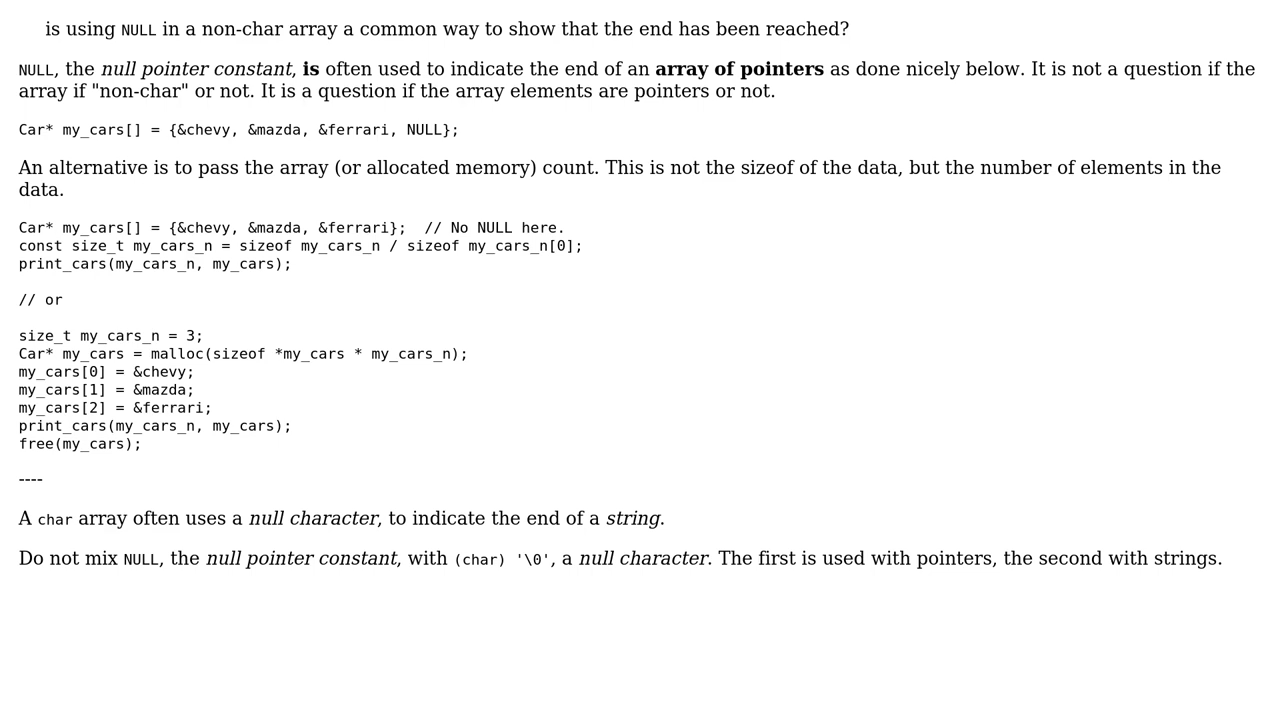 is using NULL in a non-char array a common way to show that the end has been reached?
NULL, the null pointer constant, is often used to indicate the end of an array of pointers as done nicely below. It is not a question if the
array if "non-char" or not. It is a question if the array elements are pointers or not.
Car* my_cars[] = {&chevy, &mazda, &ferrari, NULL};
An alternative is to pass the array (or allocated memory) count. This is not the sizeof of the data, but the number of elements in the
data.
Car* my_cars[] = {&chevy, &mazda, &ferrari};  // No NULL here.
const size_t my_cars_n = sizeof my_cars_n / sizeof my_cars_n[0];
print_cars(my_cars_n, my_cars);
// or
size_t my_cars_n = 3;
Car* my_cars = malloc(sizeof *my_cars * my_cars_n);
my_cars[0] = &chevy;
my_cars[1] = &mazda;
my_cars[2] = &ferrari;
print_cars(my_cars_n, my_cars);
free(my_cars);
----
A char array often uses a null character, to indicate the end of a string.
Do not mix NULL, the null pointer constant, with (char) '\0', a null character. The first is used with pointers, the second with strings.